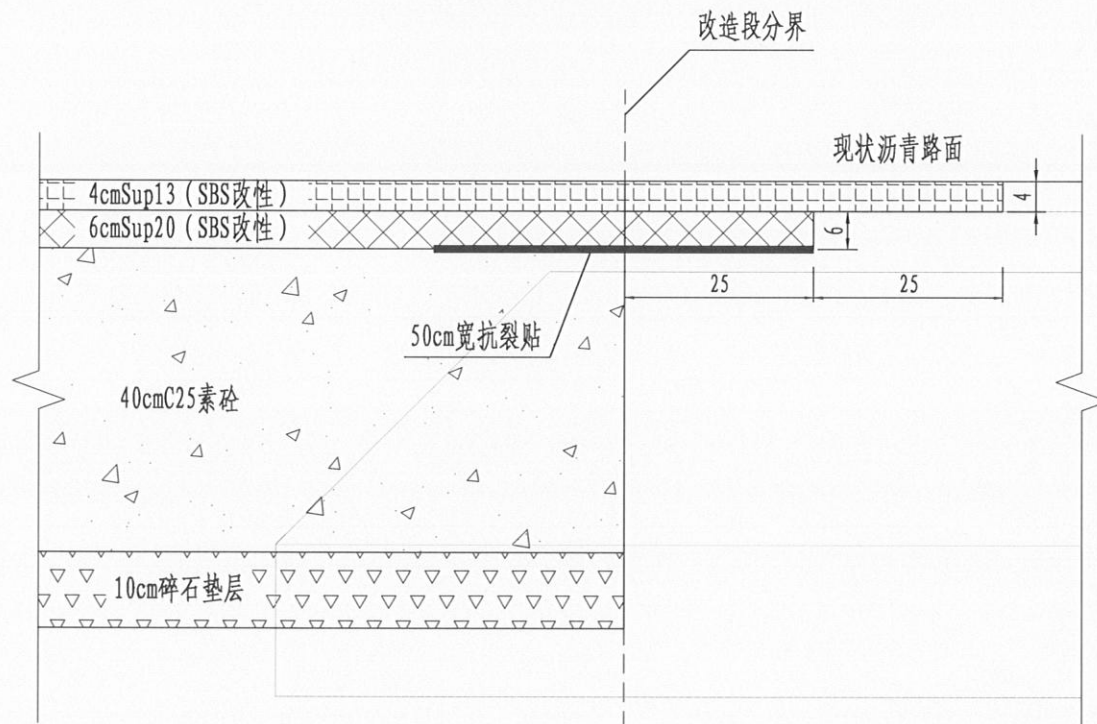 改造段分界
现状沥青路面
4cmSup13（SBS改性）
4
6cmSup20（SBS改性）
6
25
25
50cm宽抗裂贴
40cmC25素砼
10cm碎石垫层